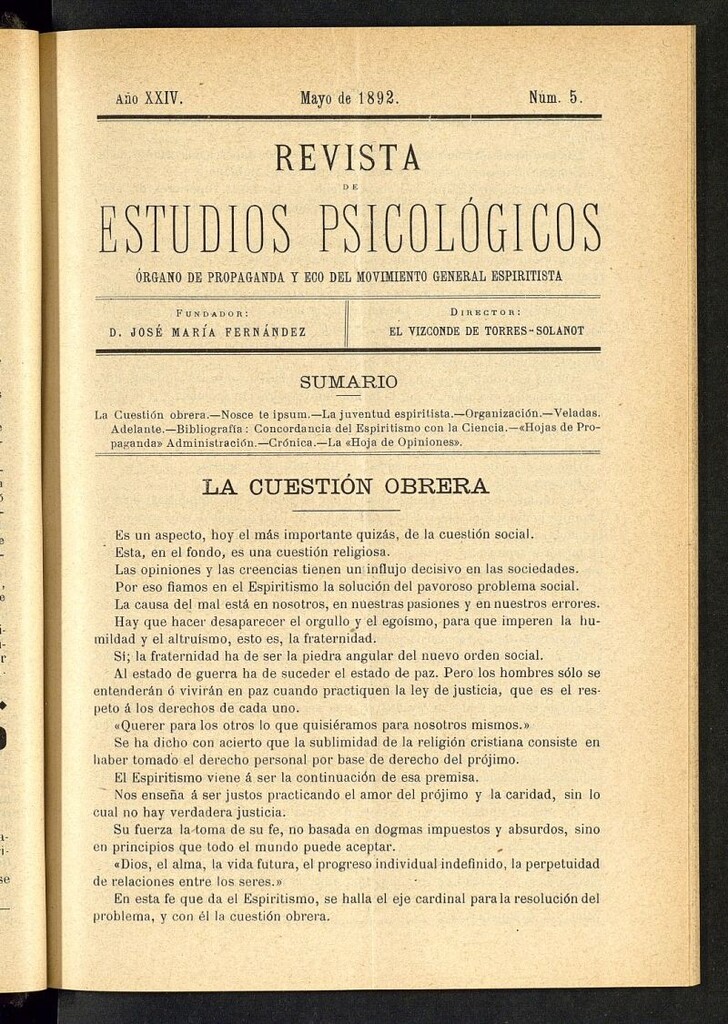 Año XXIV. Mayo de 1892. Núm. 5.
REVISTA
DE
ESTUDIOS PSICOLÓGICOS
ÓRGANO DE PROPAGANDA Y ECO DEL MOVIMIENTO GENERAL ESPIRITISTA
FUNDADOR:
D. JOSÉ MARÍA FERNÁNDEZ
DIRECTOR:
EL VIZCONDE DE TORRES-SOLANOT
SUMARIO
La Cuestión obrera.—Nosce te ipsum.—La juventud espiritista.—Organización.—Veladas.
Adelante.—Bibliografía: Concordancia del Espiritismo con la Ciencia.—«Hojas de Pro-
paganda» Administración.—Crónica.—La «Hoja de Opiniones».
LA CUESTIÓN OBRERA
Es un aspecto, hoy el más importante quizás, de la cuestión social.
Esta, en el fondo, es una cuestión religiosa.
Las opiniones y las creencias tienen un influjo decisivo en las sociedades.
Por eso fiamos en el Espiritismo la solución del pavoroso problema social.
La causa del mal está en nosotros, en nuestras pasiones y en nuestros errores.
Hay que hacer desaparecer el orgullo y el egoísmo, para que imperen la hu-
mildad y el altruísmo, esto es, la fraternidad.
Sí; la fraternidad ha de ser la piedra angular del nuevo orden social.
Al estado de guerra ha de suceder el estado de paz. Pero los hombres sólo se
entenderán ó vivirán en paz cuando practiquen la ley de justicia, que es el res-
peto á los derechos de cada uno.
«Querer para los otros lo que quisiéramos para nosotros mismos.»
Se ha dicho con acierto que la sublimidad de la religión cristiana consiste en
haber tomado el derecho personal por base de derecho del prójimo.
El Espiritismo viene á ser la continuación de esa premisa.
Nos enseña á ser justos practicando el amor del prójimo y la caridad, sin lo
cual no hay verdadera justicia.
Su fuerza la toma de su fe, no basada en dogmas impuestos y absurdos, sino
en principios que todo el mundo puede aceptar.
«Dios, el alma, la vida futura, el progreso individual indefinido, la perpetuidad
de relaciones entre los seres.»
En esta fe que da el Espiritismo, se halla el eje cardinal para la resolución del
problema, y con él la cuestión obrera.